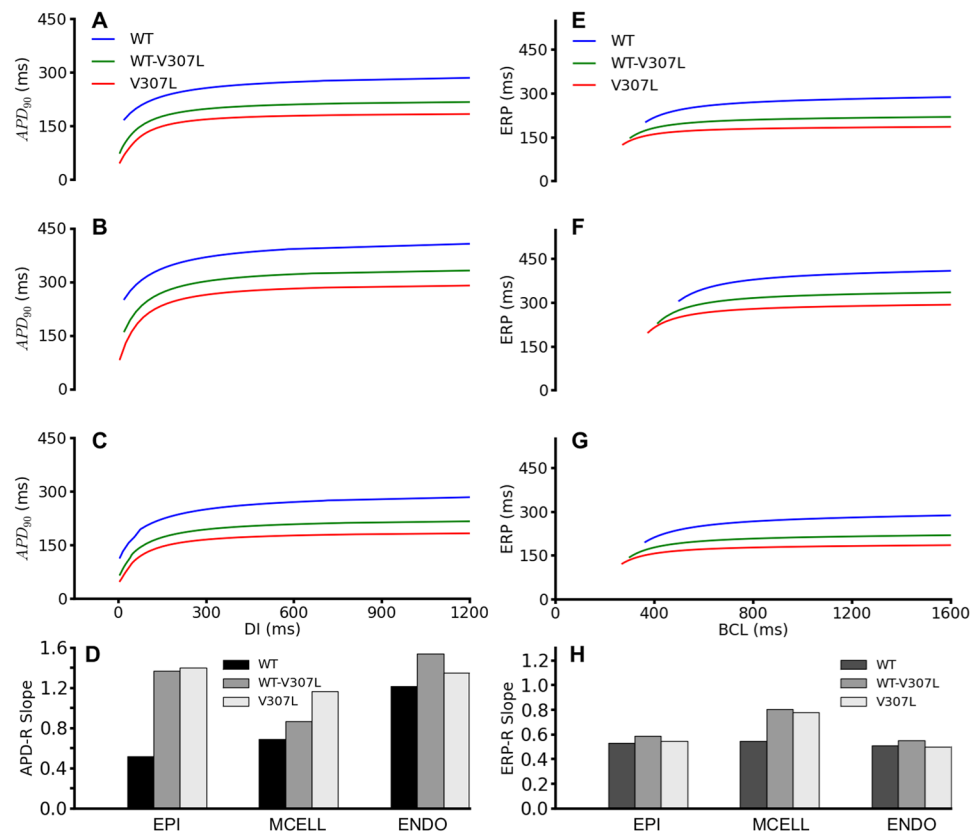 A
WT
WT-V307L
V307L
450
300
150
0
APD90 (ms)
E
WT
WT-V307L
V307L
450
300
150
0
ERP (ms)
B
450
300
150
0
APD90 (ms)
F
450
300
150
0
ERP (ms)
C
450
300
150
0
APD90 (ms)
0 300 600 900 1200
DI (ms)
G
450
300
150
0
ERP (ms)
0 400 800 1200 1600
BCL (ms)
D
WT
WT-V307L
V307L
1.6
1.2
0.8
0.4
0.0
APD-R Slope
EPI MCELL ENDO
H
WT
WT-V307L
V307L
1.2
1.0
0.8
0.6
0.4
0.2
0.0
ERP-R Slope
EPI MCELL ENDO